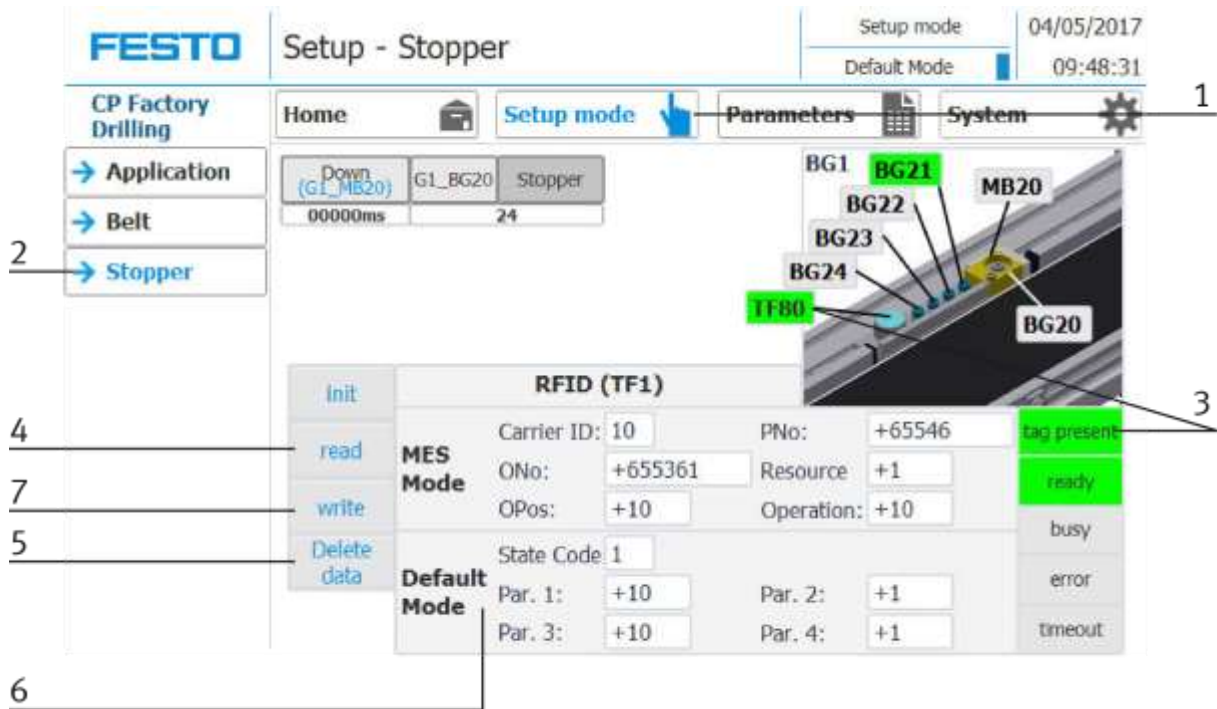 FESTO
Setup - Stopper
Setup mode
Default Mode
04/05/2017
09:48:31
CP Factory
Drilling
Home
Setup mode
Parameters
System
1
Application
Belt
Stopper
2
Down
(G1_MB20)
G1_BG20
Stopper
00000ms
24
BG1
BG21
MB20
BG22
BG23
BG24
TF80
BG20
3
Init
read
write
Delete
data
4
7
5
6
RFID (TF1)
MES
Mode
Carrier ID: 10
PNo: +65546
ONo: +655361
Resource +1
OPos: +10
Operation: +10
Default
Mode
State Code 1
Par. 1: +10
Par. 2: +1
Par. 3: +10
Par. 4: +1
tag present
ready
busy
error
timeout